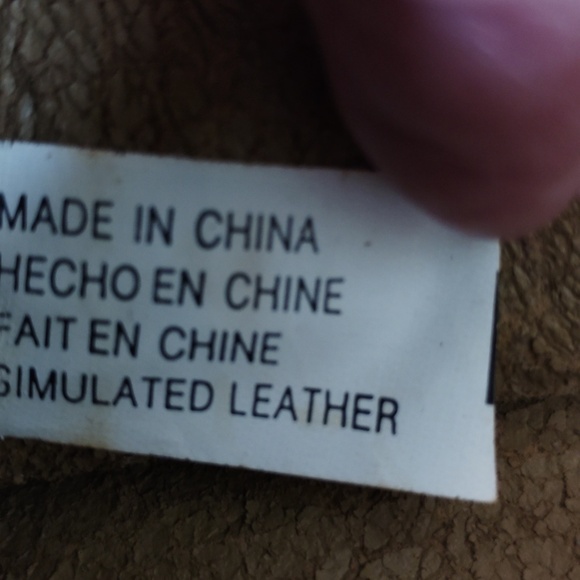 MADE IN CHINA
HECHO EN CHINE
FAIT EN CHINE
SIMULATED LEATHER